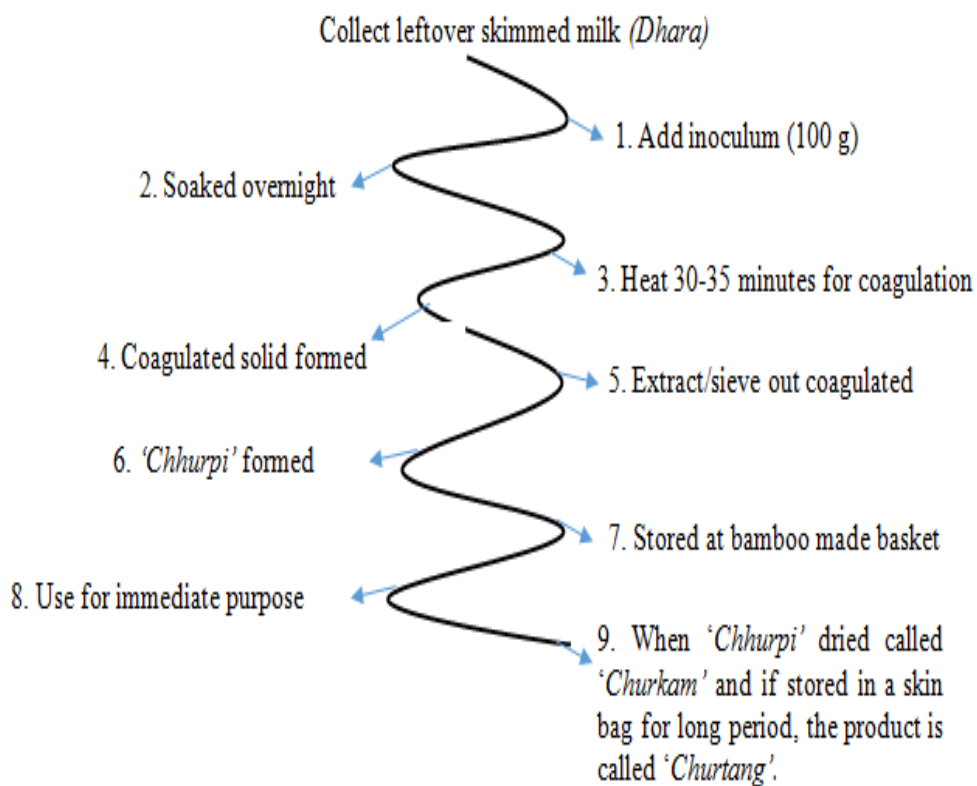 Collect leftover skimmed milk (Dhara)
1. Add inoculum (100 g)
2. Soaked overnight
3. Heat 30-35 minutes for coagulation
4. Coagulated solid formed
5. Extract/sieve out coagulated
6. ‘Chhurpi’ formed
7. Stored at bamboo made basket
8. Use for immediate purpose
9. When ‘Chhurpi’ dried called
‘Churkam’ and if stored in a skin
bag for long period, the product is
called ‘Churtang’.